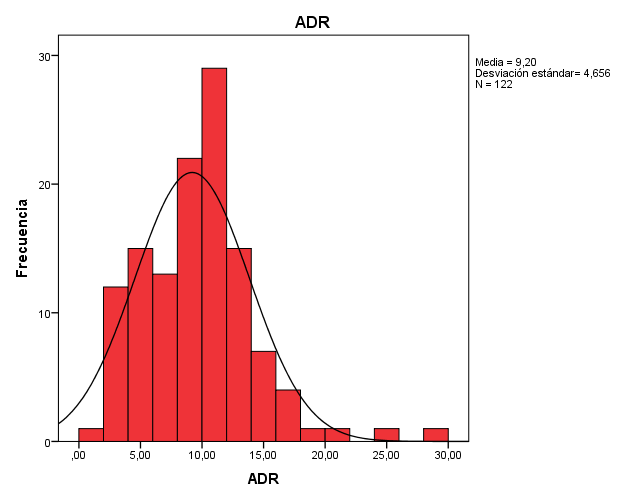 ADR
Media = 9,20
Desviación estándar= 4,656
N = 122
Frecuencia
30
20
10
0
,00
5,00
10,00
15,00
20,00
25,00
30,00
ADR